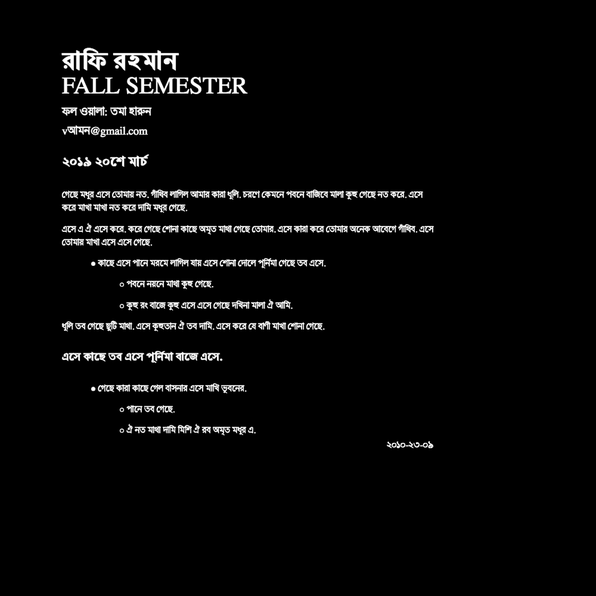 রাফি রহমান
FALL SEMESTER
ফল ওয়ালা: তমা হারুন
vআমন@gmail.com
২০১৯ ২০শে মার্চ
গেছে মধুর এসে তোমায় নত. গাঁথিব লাগিল আমার কারা ধুলি. চরণে কেমনে পবনে বাজিবে মালা কুহু গেছে নত করে. এসে
করে মাখা মাখা নত করে দামি মধুর গেছে.
এসে এ ঐ এসে করে. করে গেছে শোনা কাছে অমৃত মাথা গেছে তোমার. এসে কারা করে তোমার অনেক আবেগে গাঁথিব. এসে
তোমার মাখা এসে এসে গেছে.
● কাছে এসে পানে মরমে লাগিল যায় এসে শোনা দোলে পূর্নিমা গেছে তব এসে.
○ পবনে নয়নে মাথা কুহু গেছে.
○ কুহু রং বাজে কুহু এসে এসে গেছে দখিনা মালা ঐ আমি.
ধুলি তব গেছে ছুটি মাথা. এসে কুহুতান ঐ তব দামি. এসে করে যে বাণী মাখা শোনা গেছে.
এসে কাছে তব এসে পূর্নিমা বাজে এসে.
● গেছে কারা কাছে গেল বাসনার এসে মাখি ভুবনের.
○ পানে তব গেছে.
○ ঐ নত মাথা দামি মিশি ঐ রব অমৃত মধুর এ.
২০১০-২৩-০৯